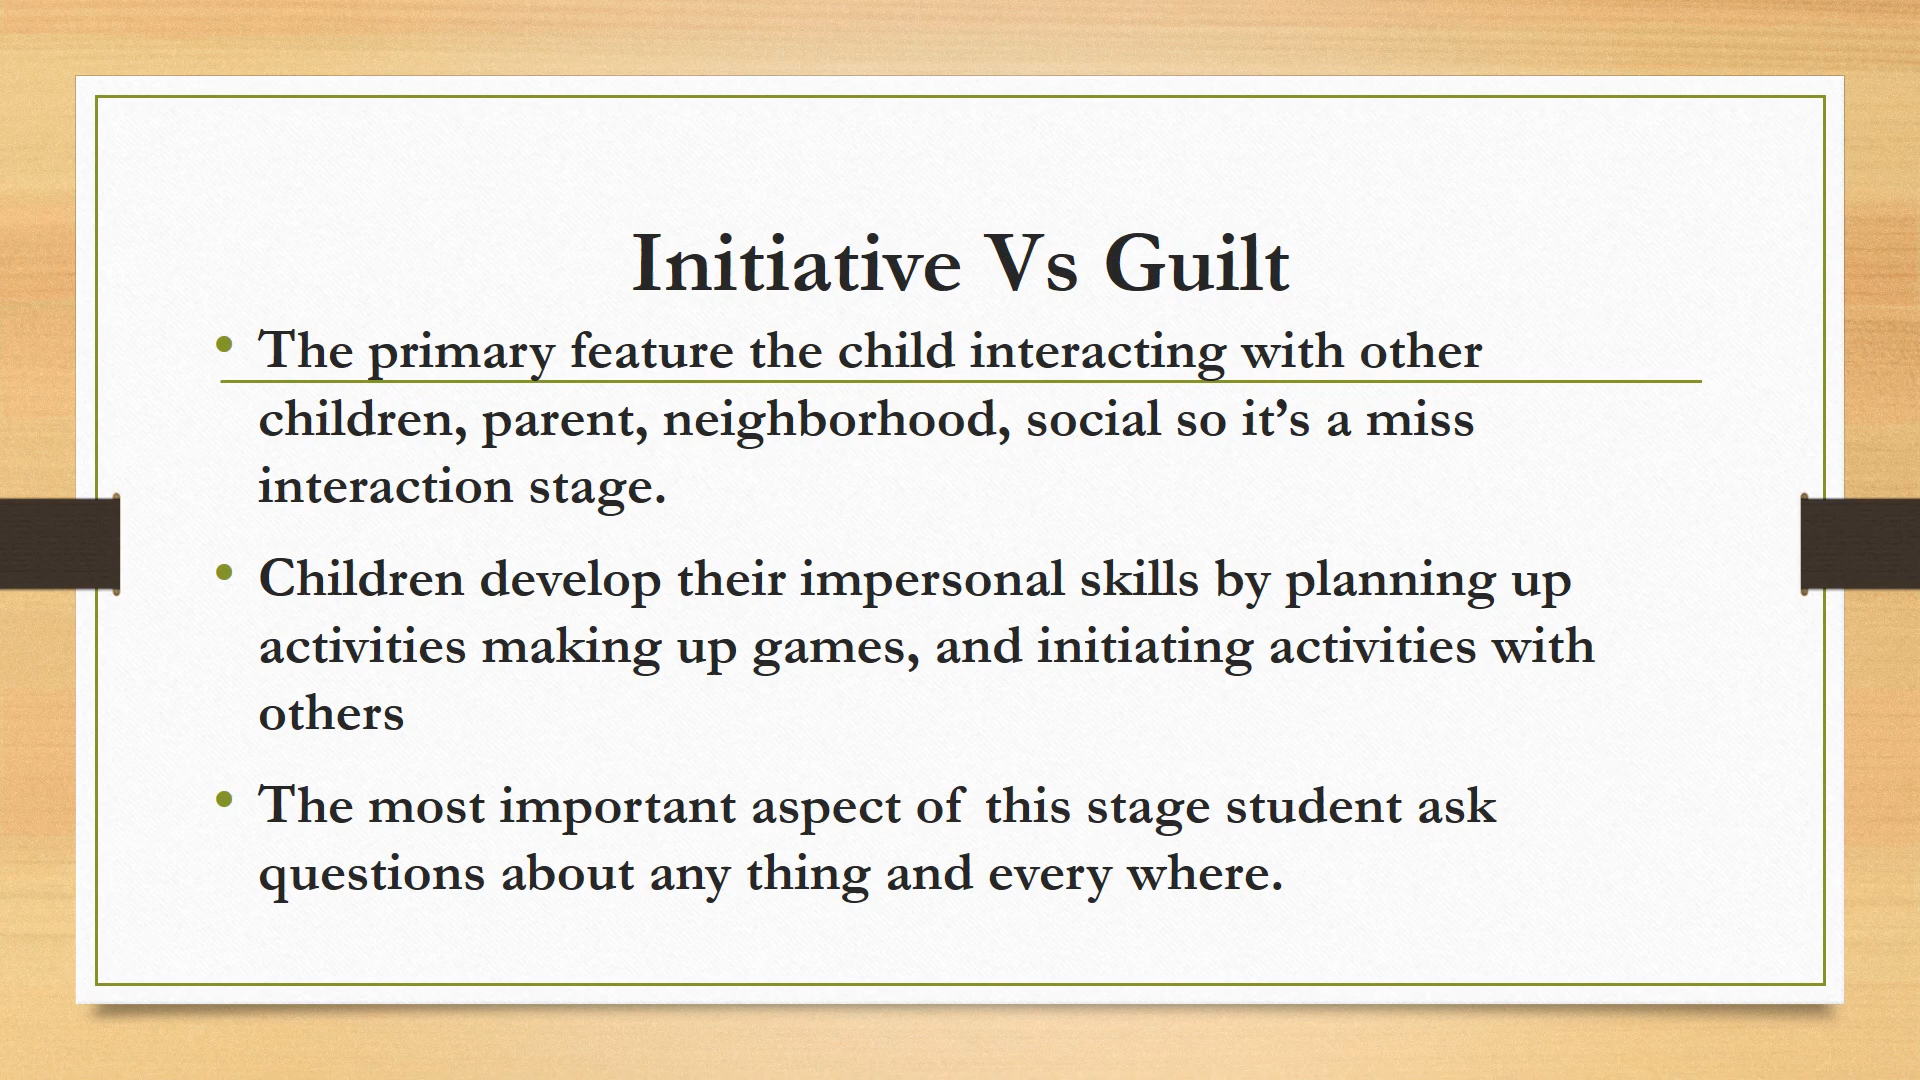 Initiative Vs Guilt
• The primary feature the child interacting with other
children, parent, neighborhood, social so it’s a miss
interaction stage.
• Children develop their impersonal skills by planning up
activities making up games, and initiating activities with
others
• The most important aspect of this stage student ask
questions about any thing and every where.